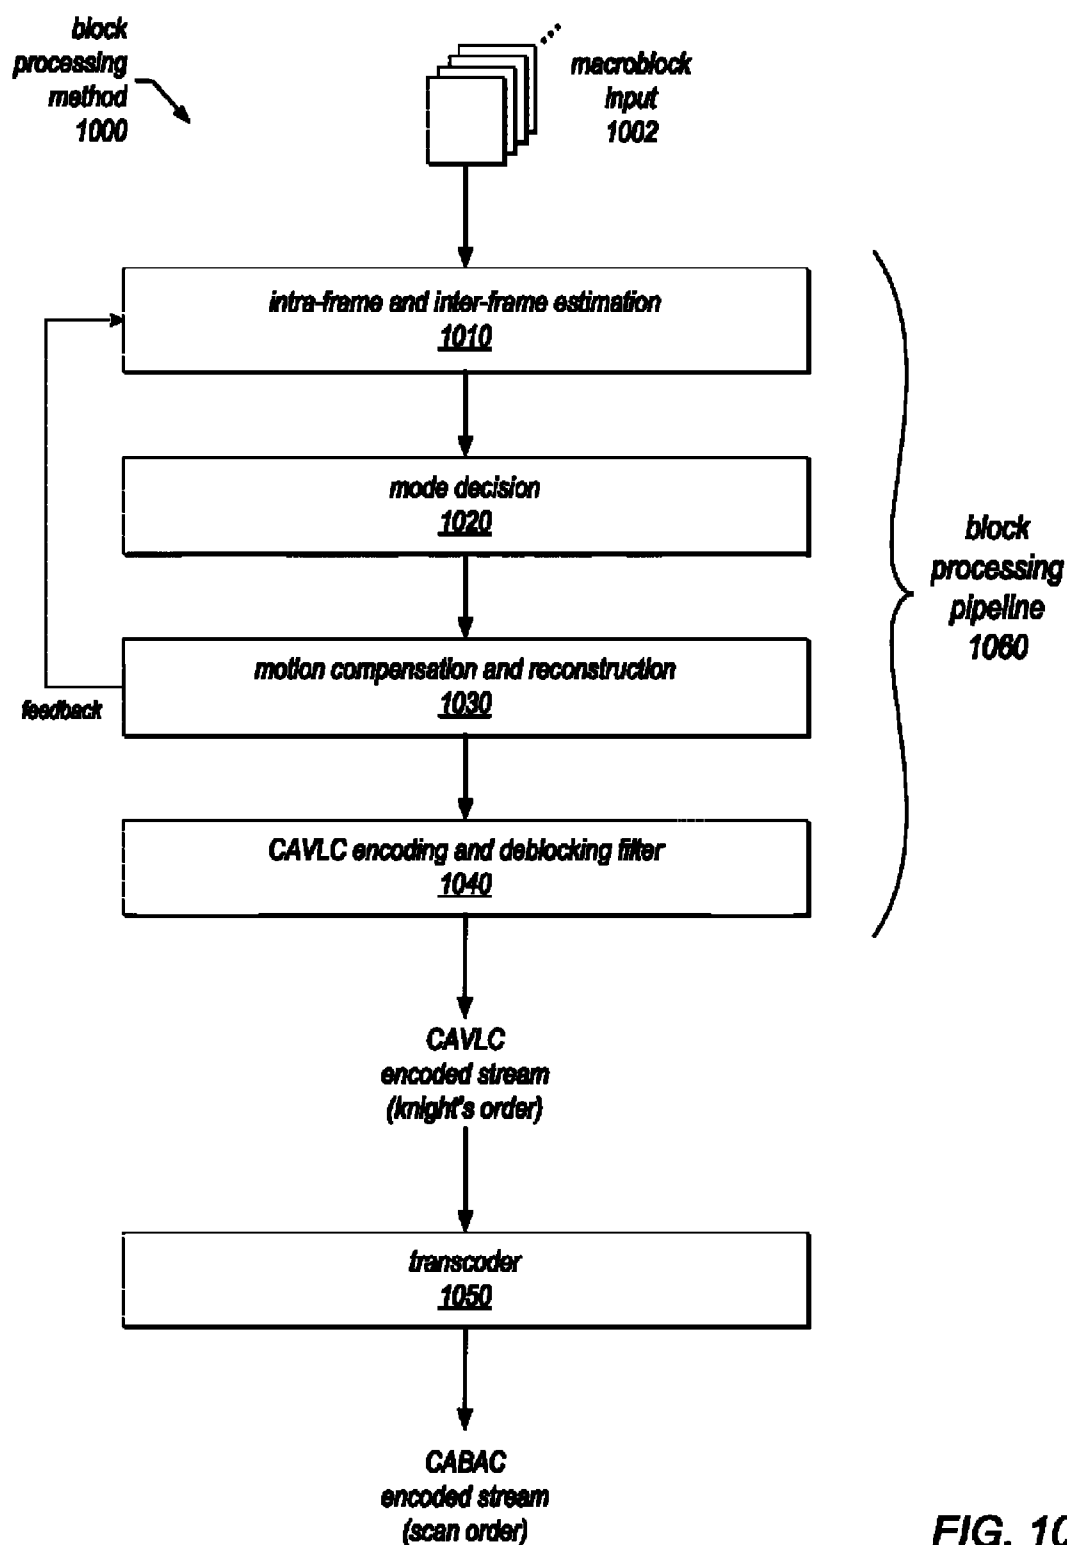 block
processing
method
1000
macroblock
input
1002
intra-frame and inter-frame estimation
1010
mode decision
1020
motion compensation and reconstruction
1030
feedback
CAVLC encoding and deblocking filter
1040
block
processing
pipeline
1060
CAVLC
encoded stream
(knight's order)
transcoder
1050
CABAC
encoded stream
(scan order)
FIG. 10